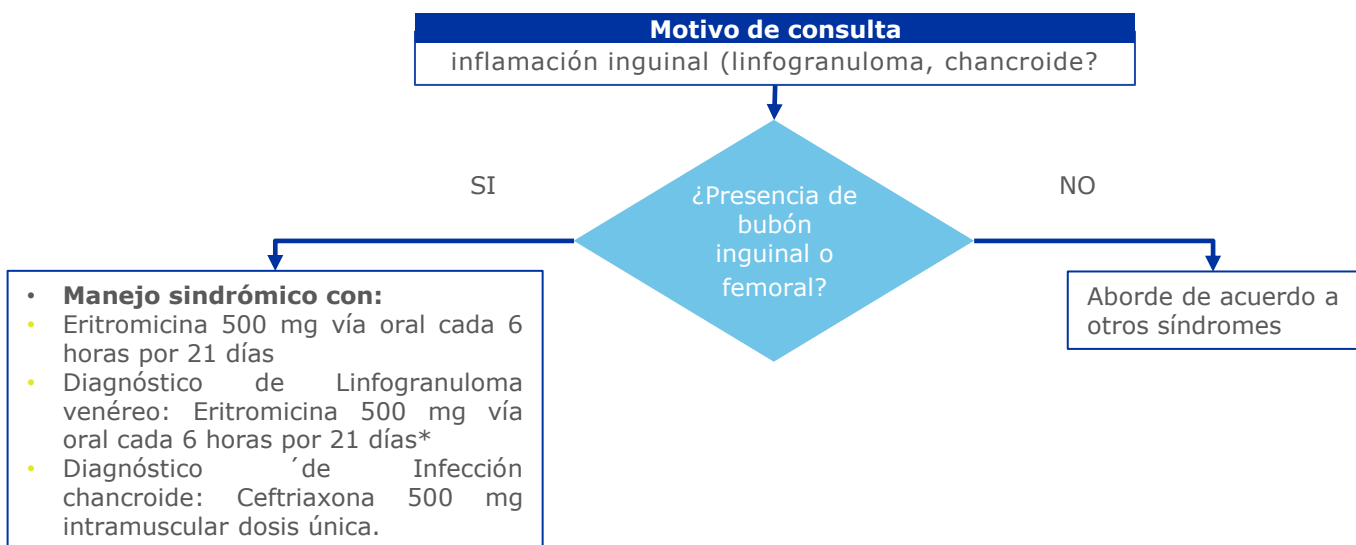 Motivo de consulta
inflamación inguinal (linfogranuloma, chancroide?
SI
NO
¿Presencia de
bubón
inguinal o
femoral?
• Manejo sindrómico con:
• Eritromicina 500 mg vía oral cada 6
horas por 21 días
• Diagnóstico de Linfogranuloma
venéreo: Eritromicina 500 mg vía
oral cada 6 horas por 21 días*
• Diagnóstico ´de Infección
chancroide: Ceftriaxona 500 mg
intramuscular dosis única.
Aborde de acuerdo a
otros síndromes